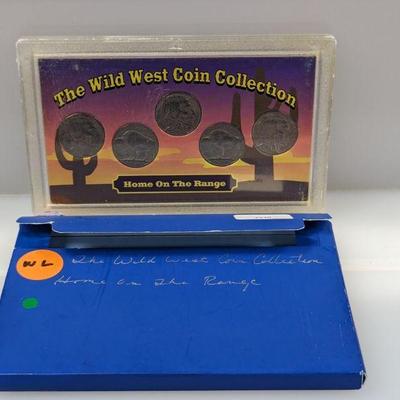 The Wild West Coin Collection
Home On The Range
WL
The Wild West Coin Collection
Home on The Range